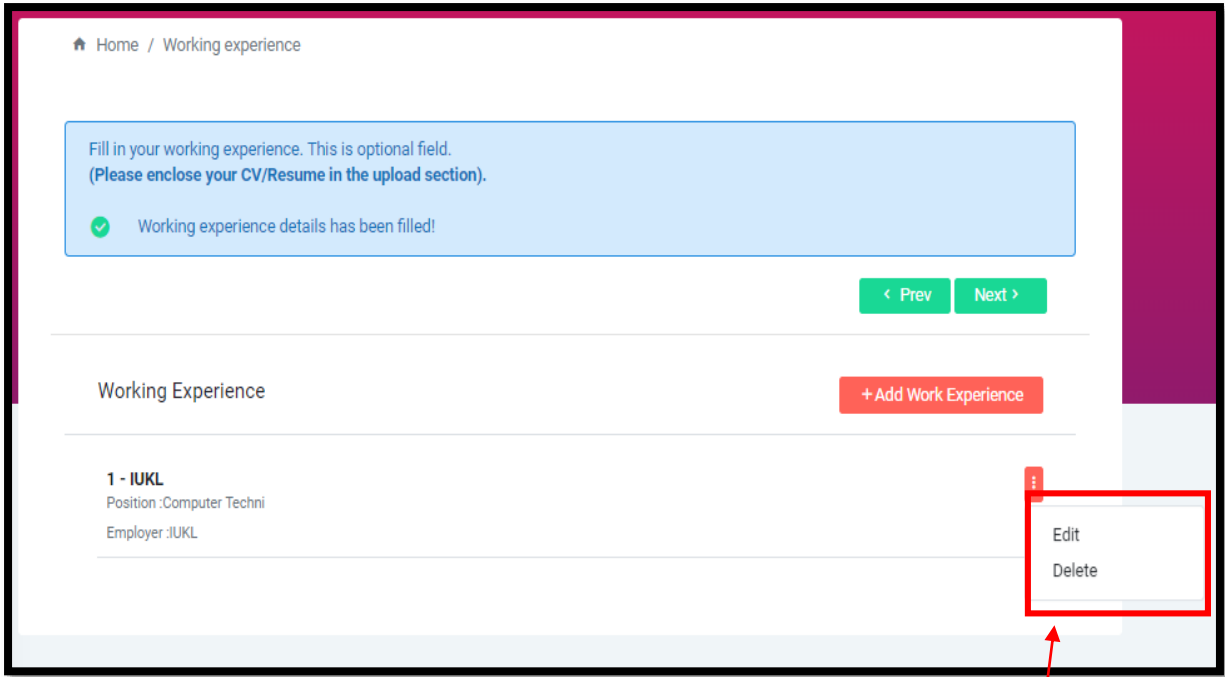 Home / Working experience
Fill in your working experience. This is optional field.
(Please enclose your CV/Resume in the upload section).
Working experience details has been filled!
‹ Prev Next ›
Working Experience
+Add Work Experience
1 - IUKL
Position :Computer Techni
Employer :IUKL
Edit
Delete